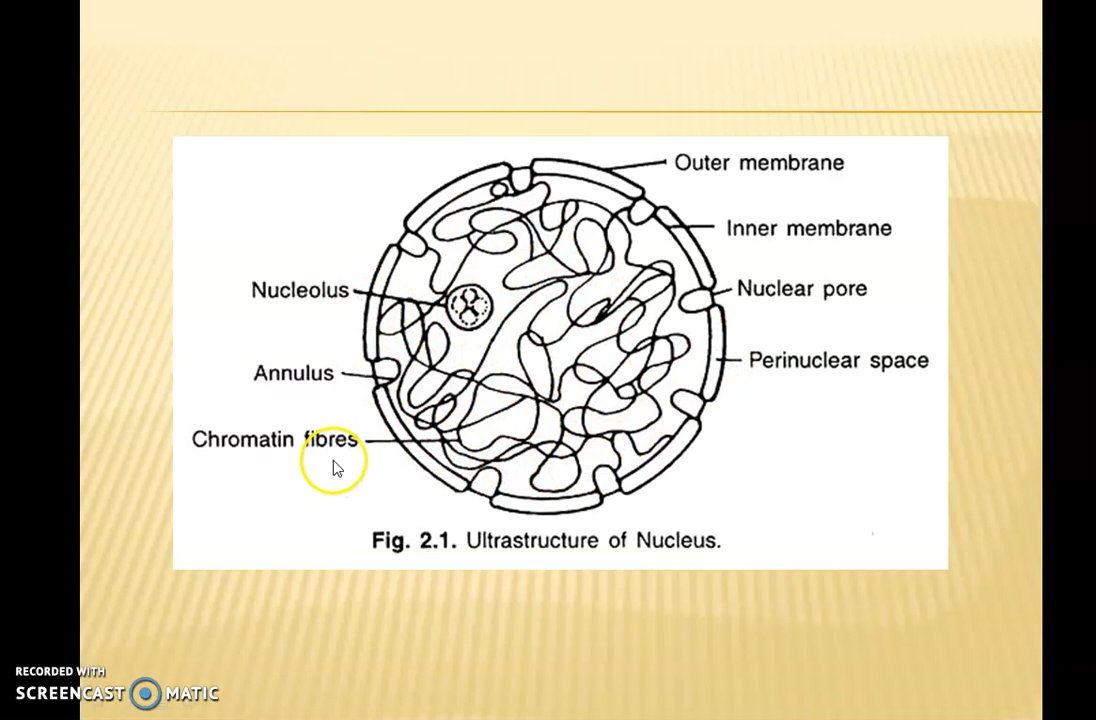 Outer membrane
Inner membrane
Nucleolus
Nuclear pore
Perinuclear space
Annulus
Chromatin fibres
Fig. 2.1. Ultrastructure of Nucleus.
RECORDED WITH
SCREENCAST MATIC